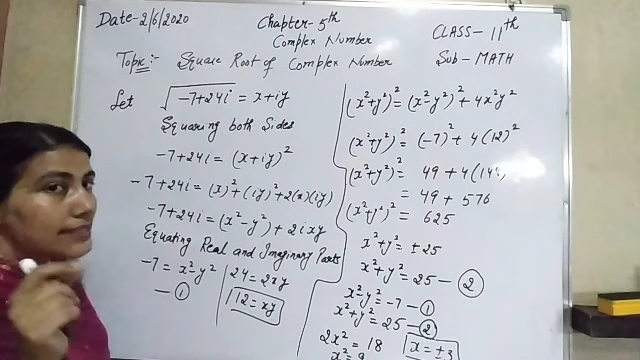 Date-2/6/2020
Chapter-5th
Complex Number
CLASS-11th
Sub-MATH
Topic:- Square Root of Complex Number
Let √-7+24i = x+iy
Squaring both Sides
-7+24i = (x+iy)²
-7+24i = (x)²+(iy)²+2(x)(iy)
-7+24i = (x²-y²)+2ixy
Equating Real and Imaginary Parts
-7 = x²-y² —①
24 = 2xy
12 = xy
(x²+y²)² = (x²-y²)²+4x²y²
(x²+y²)² = (-7)²+4(12)²
(x²+y²)² = 49+4(144
= 49+576
(x²+y²)² = 625
x²+y² = ±25
x²+y² = 25 —②
x²-y² = -7 —①
x²+y² = 25 —②
2x² = 18
x² = 9
x = ±3